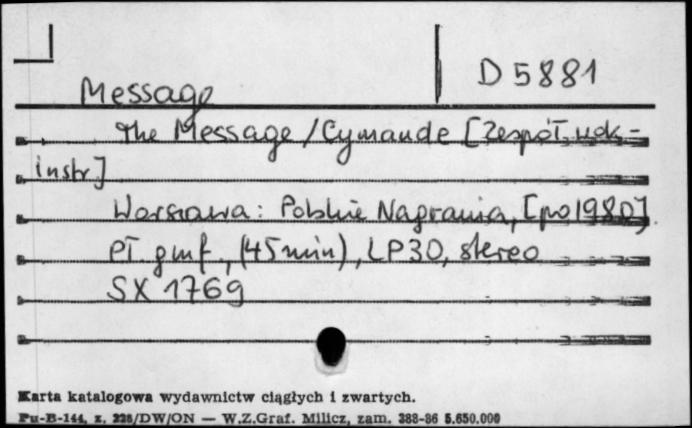 Message
D 5881
The Message / Cymande [Zespół wok-
instr]
Warszawa: Polskie Nagrania, [po 1980].
Pł. gmf., (45 min), LP30, stereo
SX 1769
Karta katalogowa wydawnictw ciągłych i zwartych.
Pu-B-144, z. 228/DW/ON — W.Z.Graf. Milicz, zam. 388-86 5.650.000